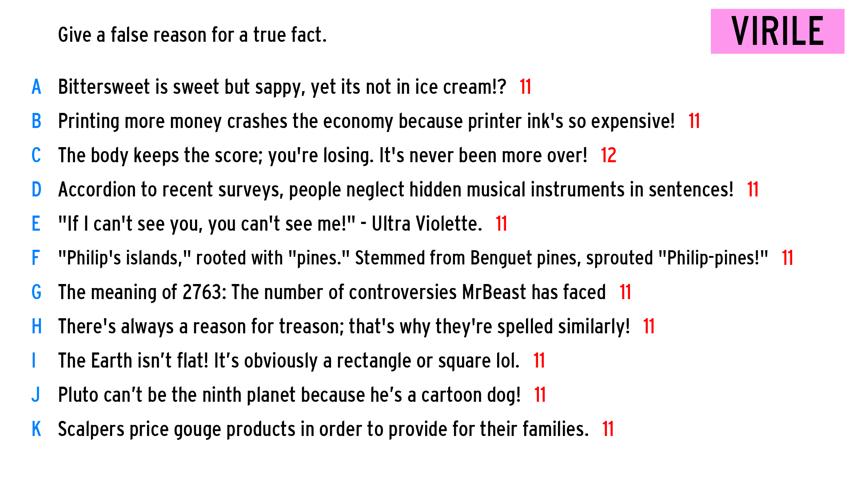 VIRILE
Give a false reason for a true fact.
A Bittersweet is sweet but sappy, yet its not in ice cream!? 11
B Printing more money crashes the economy because printer ink's so expensive! 11
C The body keeps the score; you're losing. It's never been more over! 12
D Accordion to recent surveys, people neglect hidden musical instruments in sentences! 11
E "If I can't see you, you can't see me!" - Ultra Violette. 11
F "Philip's islands," rooted with "pines." Stemmed from Benguet pines, sprouted "Philip-pines!" 11
G The meaning of 2763: The number of controversies MrBeast has faced 11
H There's always a reason for treason; that's why they're spelled similarly! 11
I The Earth isn’t flat! It’s obviously a rectangle or square lol. 11
J Pluto can’t be the ninth planet because he’s a cartoon dog! 11
K Scalpers price gouge products in order to provide for their families. 11